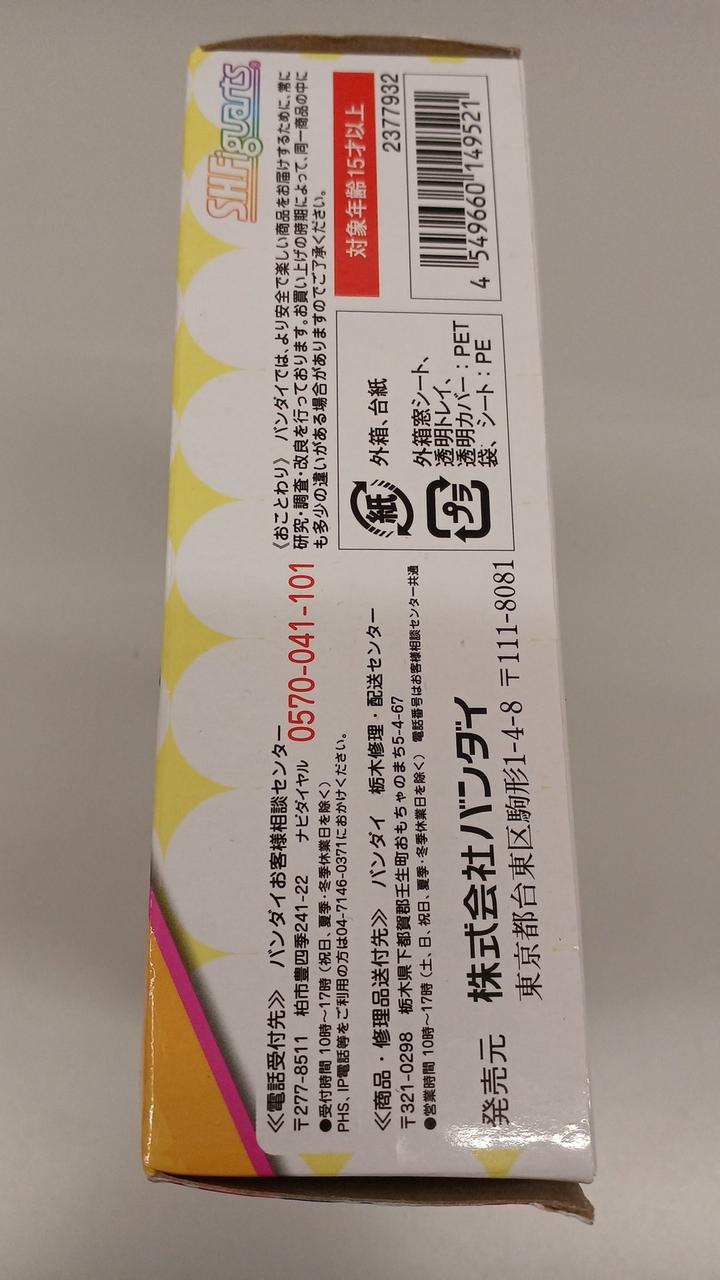 《電話受付先》 バンダイお客様相談センター
〒277-8511 柏市豊四季241-22 ナビダイヤル 0570-041-101
●受付時間 10時～17時(祝日、夏季・冬季休業日を除く)
PHS、IP電話等をご利用の方は04-7146-0371におかけください。
《商品・修理品送付先》 バンダイ 栃木修理・配送センター
〒321-0298 栃木県下都賀郡壬生町おもちゃのまち5-4-67
●営業時間 10時～17時(土、日、祝日、夏季・冬季休業日を除く) 電話番号はお客様相談センター共通
発売元 株式会社バンダイ
東京都台東区駒形1-4-8 〒111-8081
《おことわり》 バンダイでは、より安全で楽しい商品をお届けするために、常に
研究・調査・改良を行っております。お買い上げの時期によって、同一商品の中に
も多少の違いがある場合がありますのでご了承ください。
紙
外箱、台紙
プラ
外箱窓シート、
透明トレイ、
透明カバー：PET
袋、シート：PE
S.H.Figuarts
対象年齢15才以上
2377932
4 549660 149521